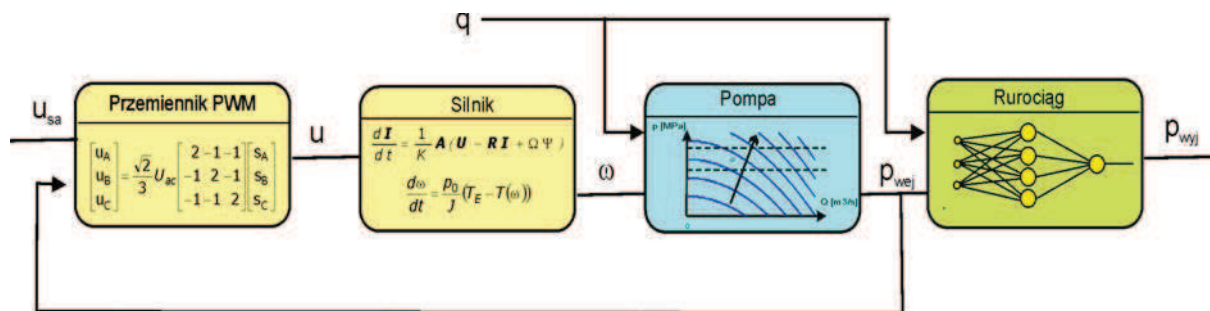 q
u_sa
Przemiennik PWM
[u_A u_B u_C] = √2/3 U_ac [2 -1 -1 -1 2 -1 -1 -1 2] [s_A s_B s_C]
u
Silnik
dI/dt = 1/K A(U - RI + ΩΨ)
dω/dt = p_0/J (T_E - T(ω))
ω
Pompa
p [MPa]
Q [m3/s]
0
p_wej
Rurociąg
p_wyj